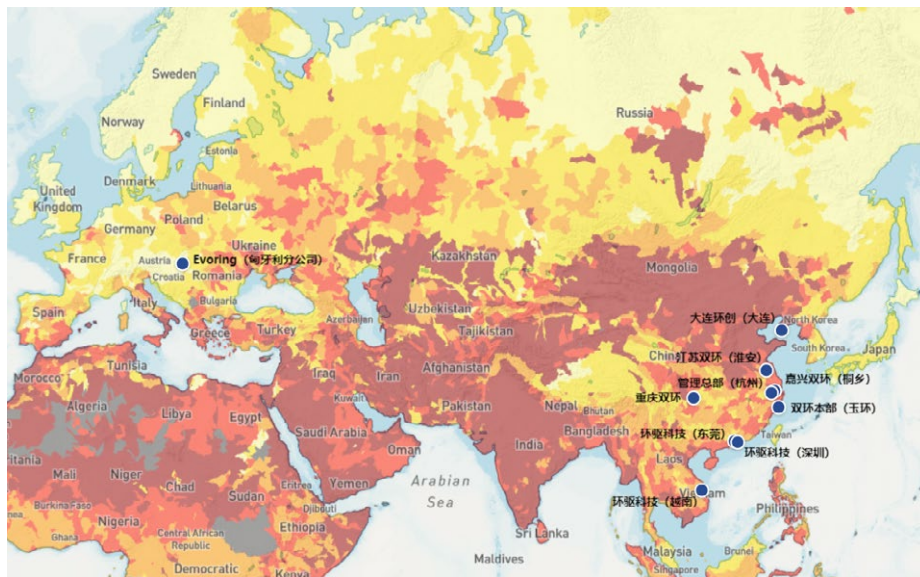 Sweden
Finland
Norway
Russia
Estonia
United
Kingdom
Denmark
Lithuania
Belarus
Poland
Germany
Ukraine
France
Austria
Evoring（匈牙利分公司）
Croatia
Romania
Kazakhstan
Mongolia
Italy
Bulgaria
Spain
Uzbekistan
大连环创（大连）
North Korea
Greece
Turkey
Azerbaijan
Tajikistan
South Korea
Japan
Tunisia
江苏双环（淮安）
Morocco
Iraq
Iran
Afghanistan
管理总部（杭州）
嘉兴双环（桐乡）
Algeria
Libya
Egypt
Kuwait
Pakistan
Nepal
Bhutan
重庆双环
双环本部（玉环）
Saudi Arabia
Bangladesh
环驱科技（东莞）
Taiwan
Oman
India
Laos
环驱科技（深圳）
Mali
Niger
Chad
Sudan
Eritrea
Yemen
Arabian
Sea
环驱科技（越南）
Vietnam
Philippines
Burkina Faso
Djibouti
Nigeria
Ethiopia
Ghana
Central African
Republic
Sri Lanka
Maldives
Malaysia
Brunei
Democratic
Kenya
Singapore